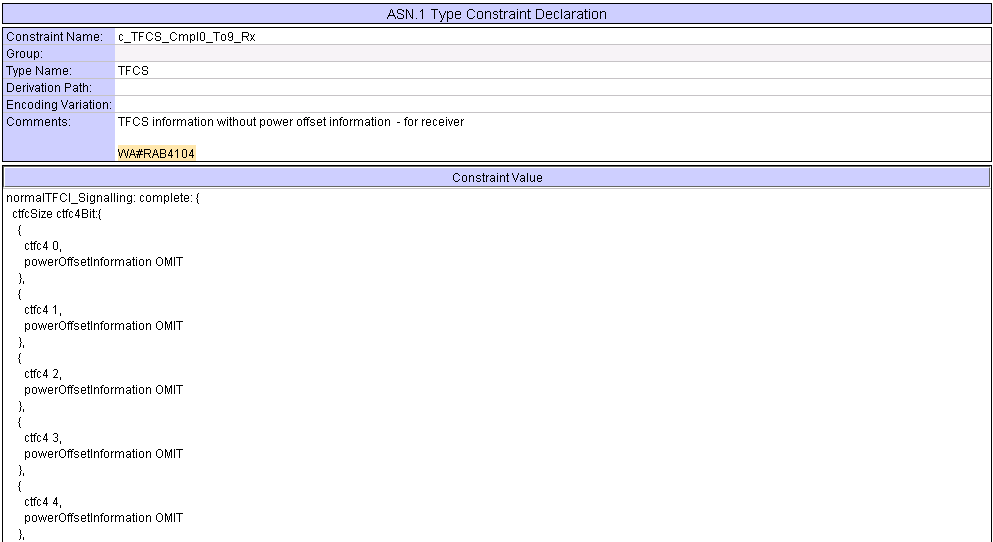 ASN.1 Type Constraint Declaration
Constraint Name: c_TFCS_Cmpl0_To9_Rx
Group:
Type Name: TFCS
Derivation Path:
Encoding Variation:
Comments: TFCS information without power offset information - for receiver
WA#RAB4104
Constraint Value
normalTFCI_Signalling: complete: {
ctfcSize ctfc4Bit:{
{
ctfc4 0,
powerOffsetInformation OMIT
},
{
ctfc4 1,
powerOffsetInformation OMIT
},
{
ctfc4 2,
powerOffsetInformation OMIT
},
{
ctfc4 3,
powerOffsetInformation OMIT
},
{
ctfc4 4,
powerOffsetInformation OMIT
},